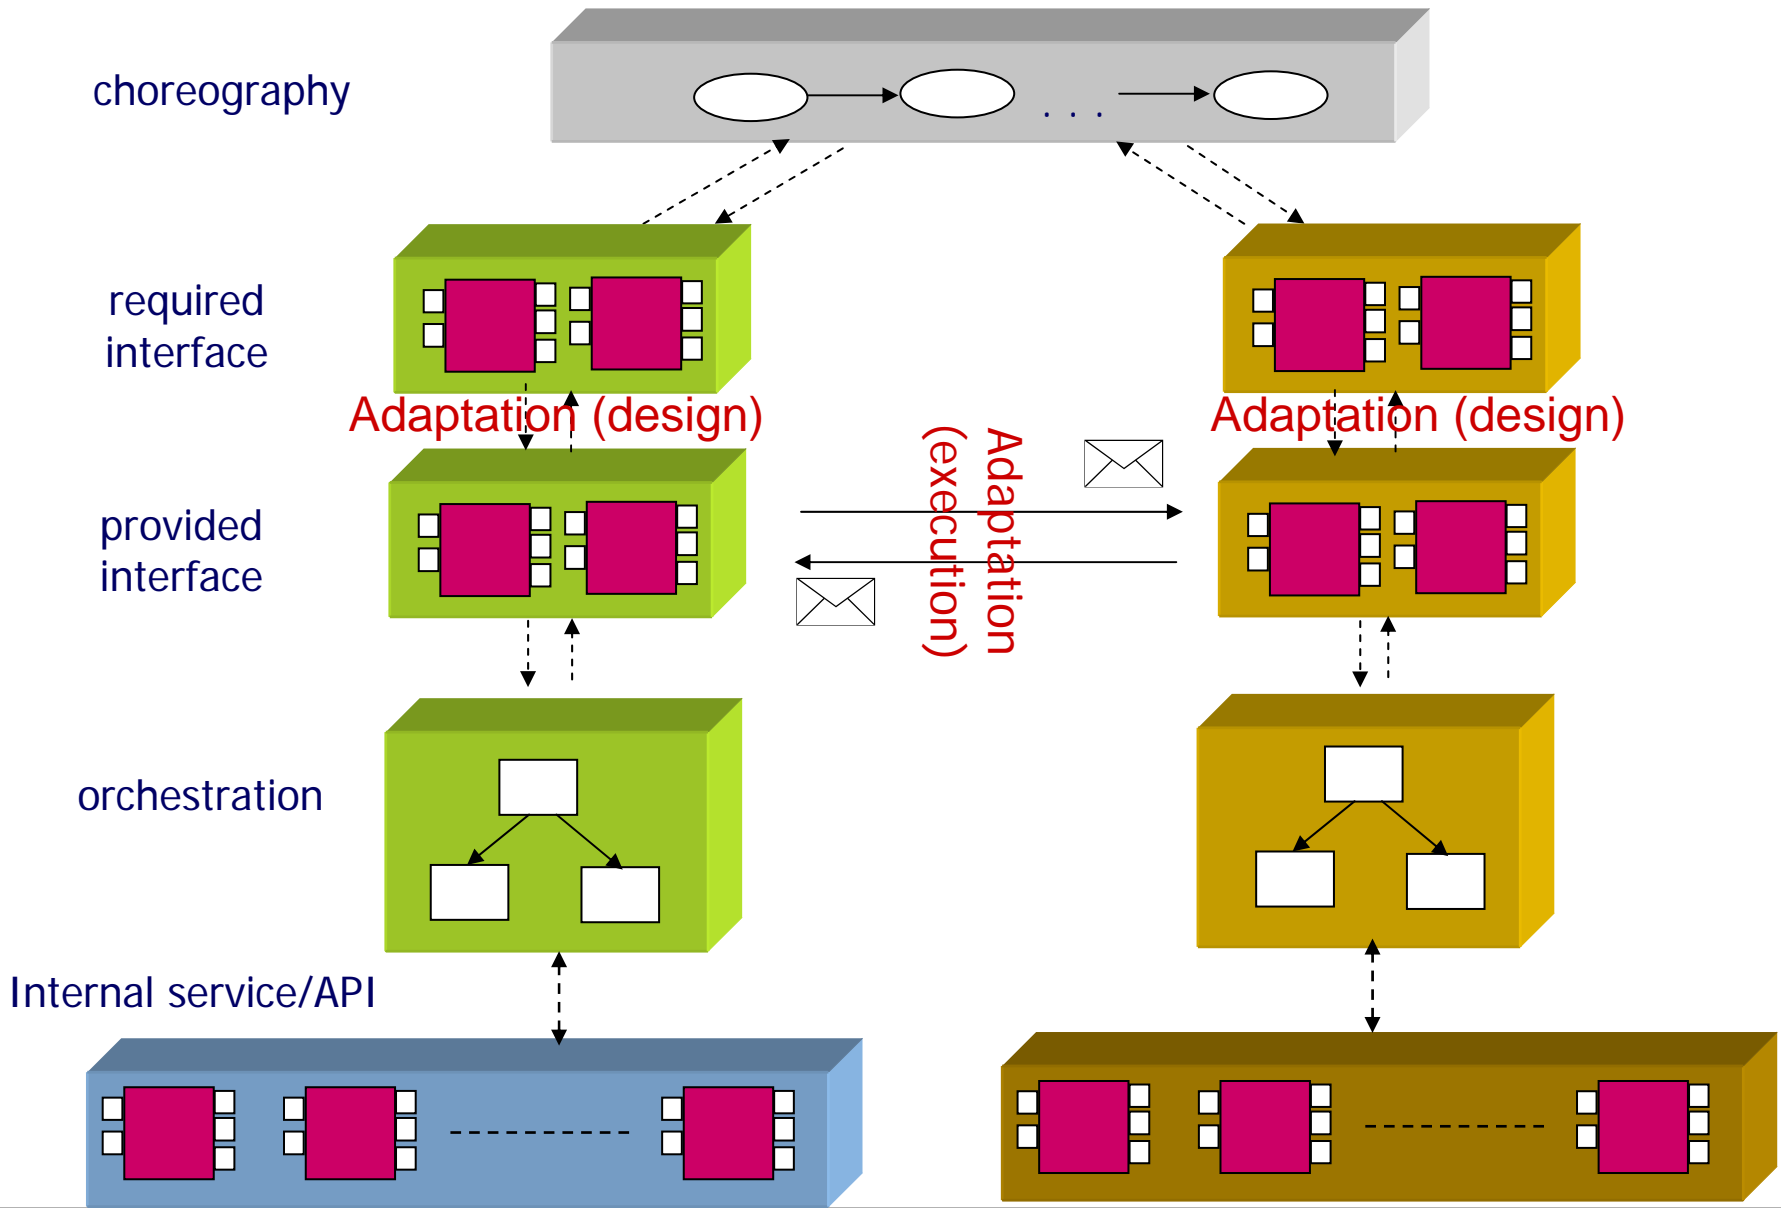 choreography
. . .
required
interface
Adaptation (design)
Adaptation (design)
provided
interface
Adaptation
(execution)
orchestration
Internal service/API